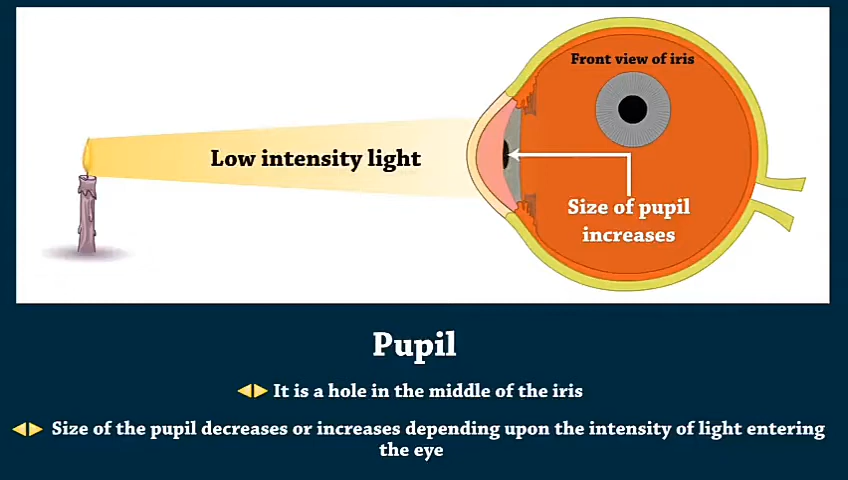 Front view of iris
Low intensity light
Size of pupil
increases
Pupil
It is a hole in the middle of the iris
Size of the pupil decreases or increases depending upon the intensity of light entering
the eye